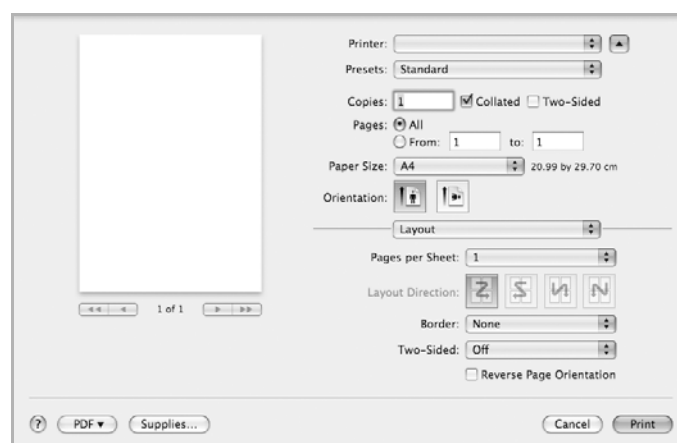 Printer:
Presets: Standard
Copies: 1 Collated Two-Sided
Pages: All
From: 1 to: 1
Paper Size: A4 20.99 by 29.70 cm
Orientation:
Layout
Pages per Sheet: 1
Layout Direction:
1 of 1
Border: None
Two-Sided: Off
Reverse Page Orientation
? PDF Supplies... Cancel Print